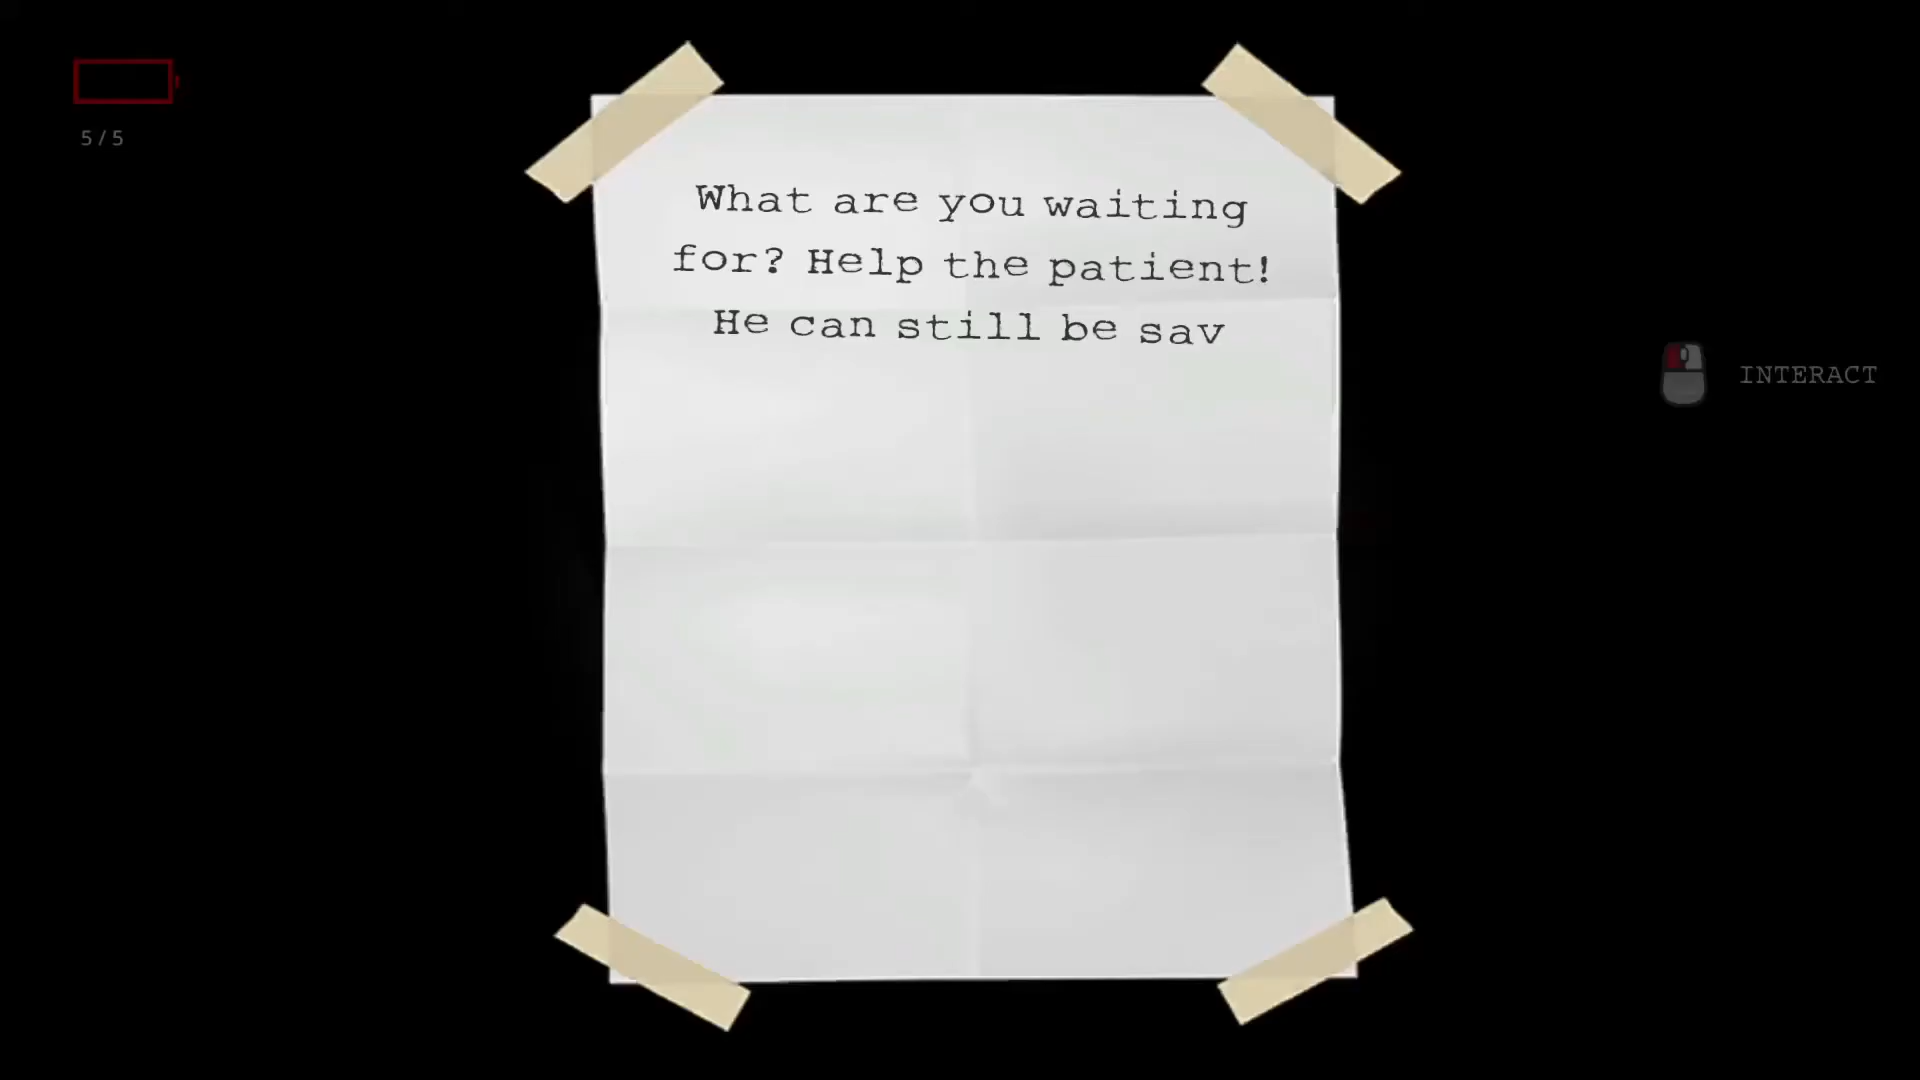 5/5
What are you waiting
for? Help the patient!
He can still be sav
INTERACT